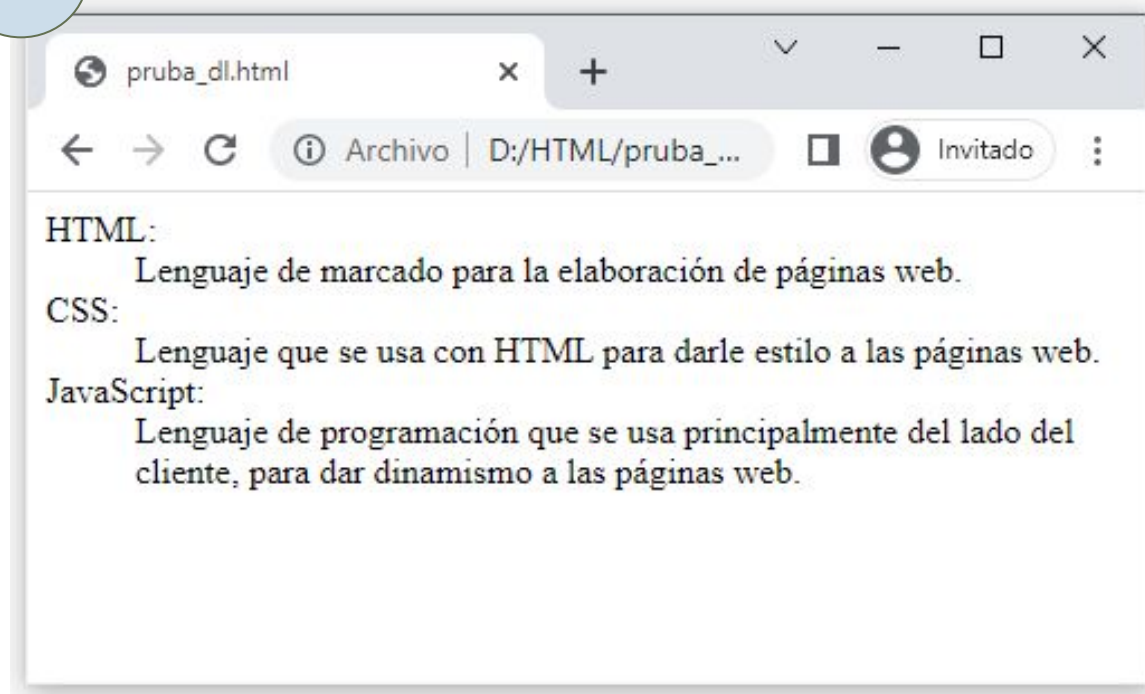 pruba_dl.html
Archivo | D:/HTML/pruba_... Invitado
HTML:
Lenguaje de marcado para la elaboración de páginas web.
CSS:
Lenguaje que se usa con HTML para darle estilo a las páginas web.
JavaScript:
Lenguaje de programación que se usa principalmente del lado del
cliente, para dar dinamismo a las páginas web.